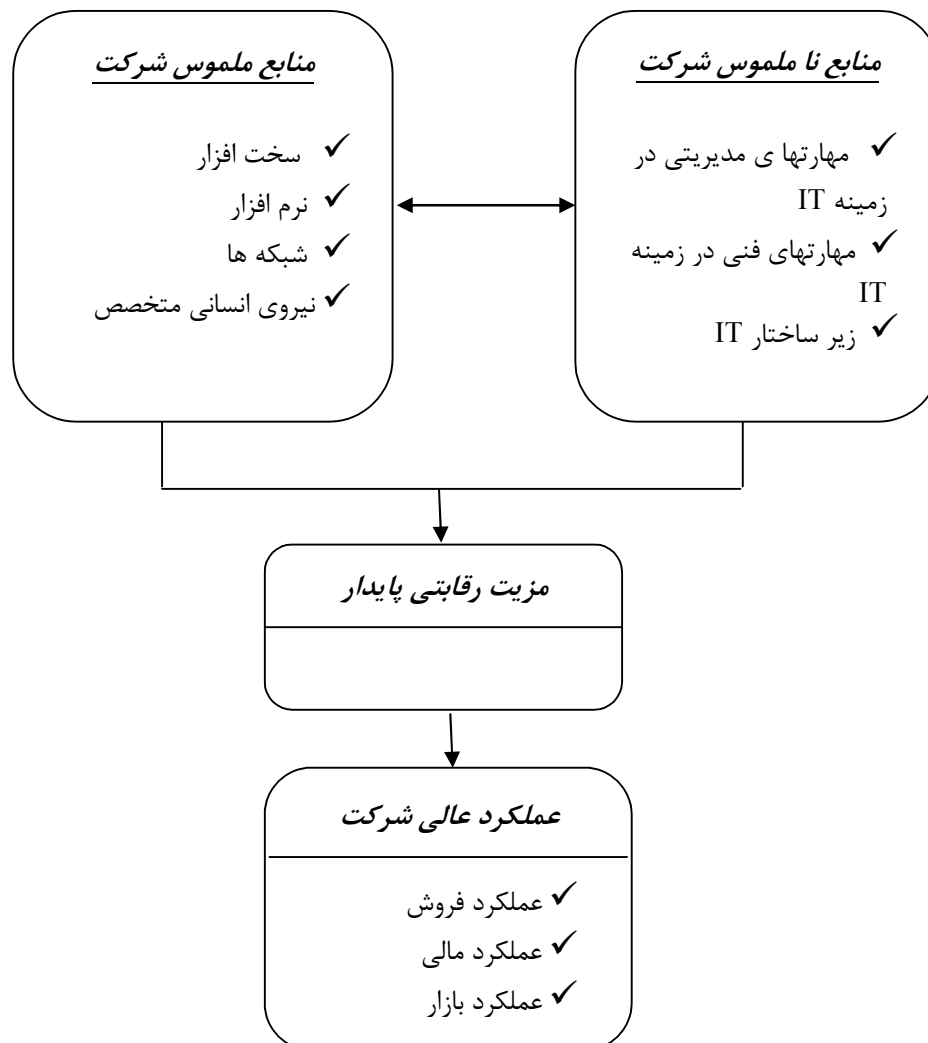 منابع نا ملموس شرکت
✓ مهارتها ی مدیریتی در
زمینه IT
✓ مهارتهای فنی در زمینه
IT
✓ زیر ساختار IT
منابع ملموس شرکت
✓ سخت افزار
✓ نرم افزار
✓ شبکه ها
✓ نیروی انسانی متخصص
مزیت رقابتی پایدار
عملکرد عالی شرکت
✓ عملکرد فروش
✓ عملکرد مالی
✓ عملکرد بازار